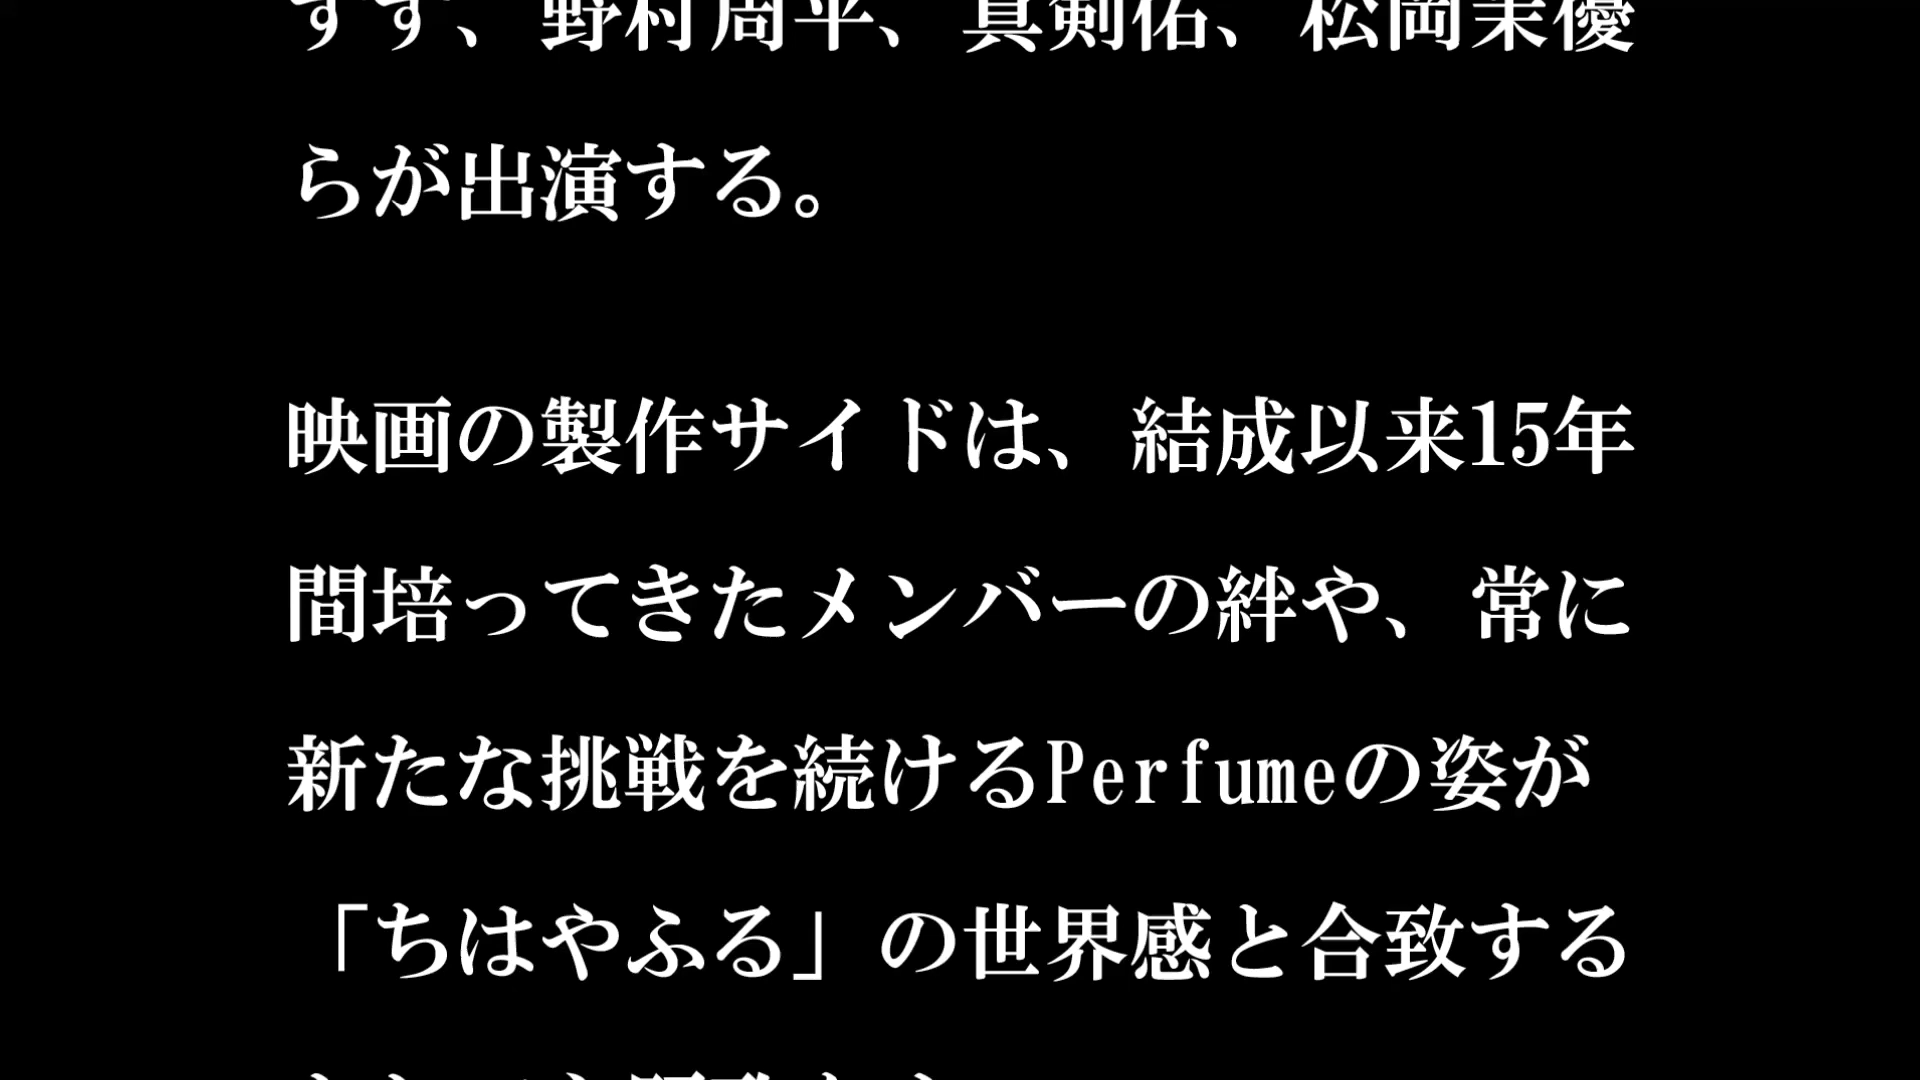 すず、野村周平、真剣佑、松岡茉優
らが出演する。
映画の製作サイドは、結成以来15年
間培ってきたメンバーの絆や、常に
新たな挑戦を続けるPerfumeの姿が
「ちはやふる」の世界感と合致する